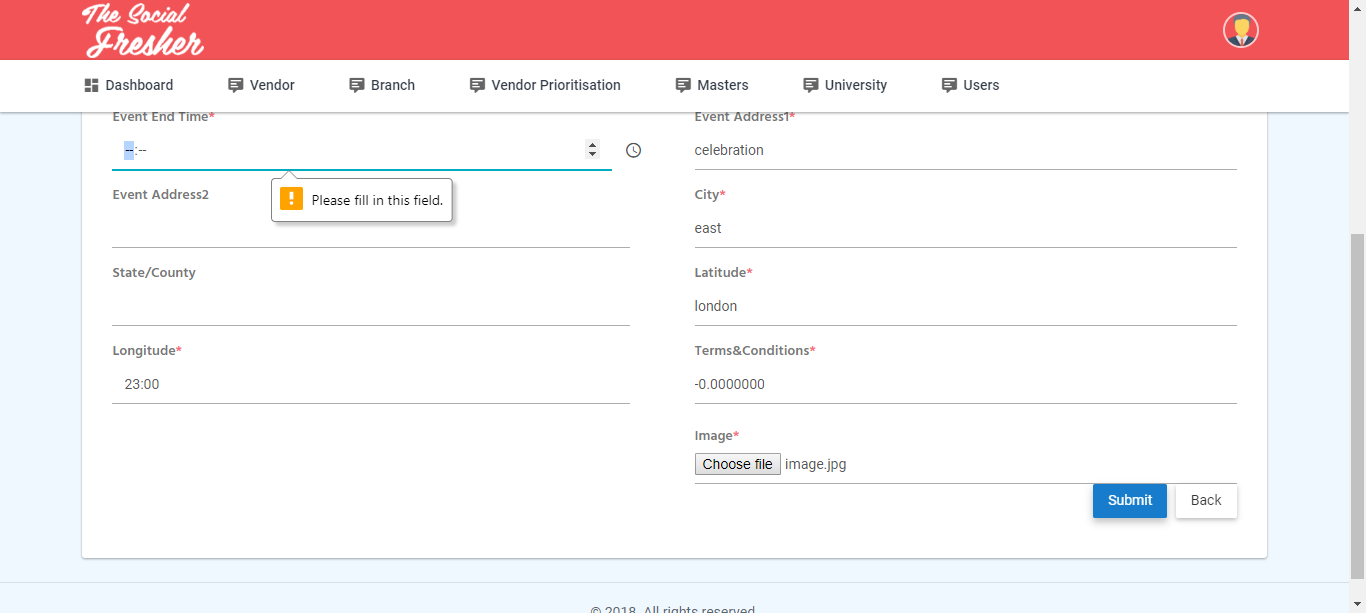 The Social
Fresher
Dashboard Vendor Branch Vendor Prioritisation Masters University Users
Event End Time* Event Address1*
--:-- celebration
Please fill in this field.
Event Address2 City*
east
State/County Latitude*
london
Longitude* Terms&Conditions*
23:00 -0.0000000
Image*
Choose file image.jpg
Submit Back
© 2018. All rights reserved